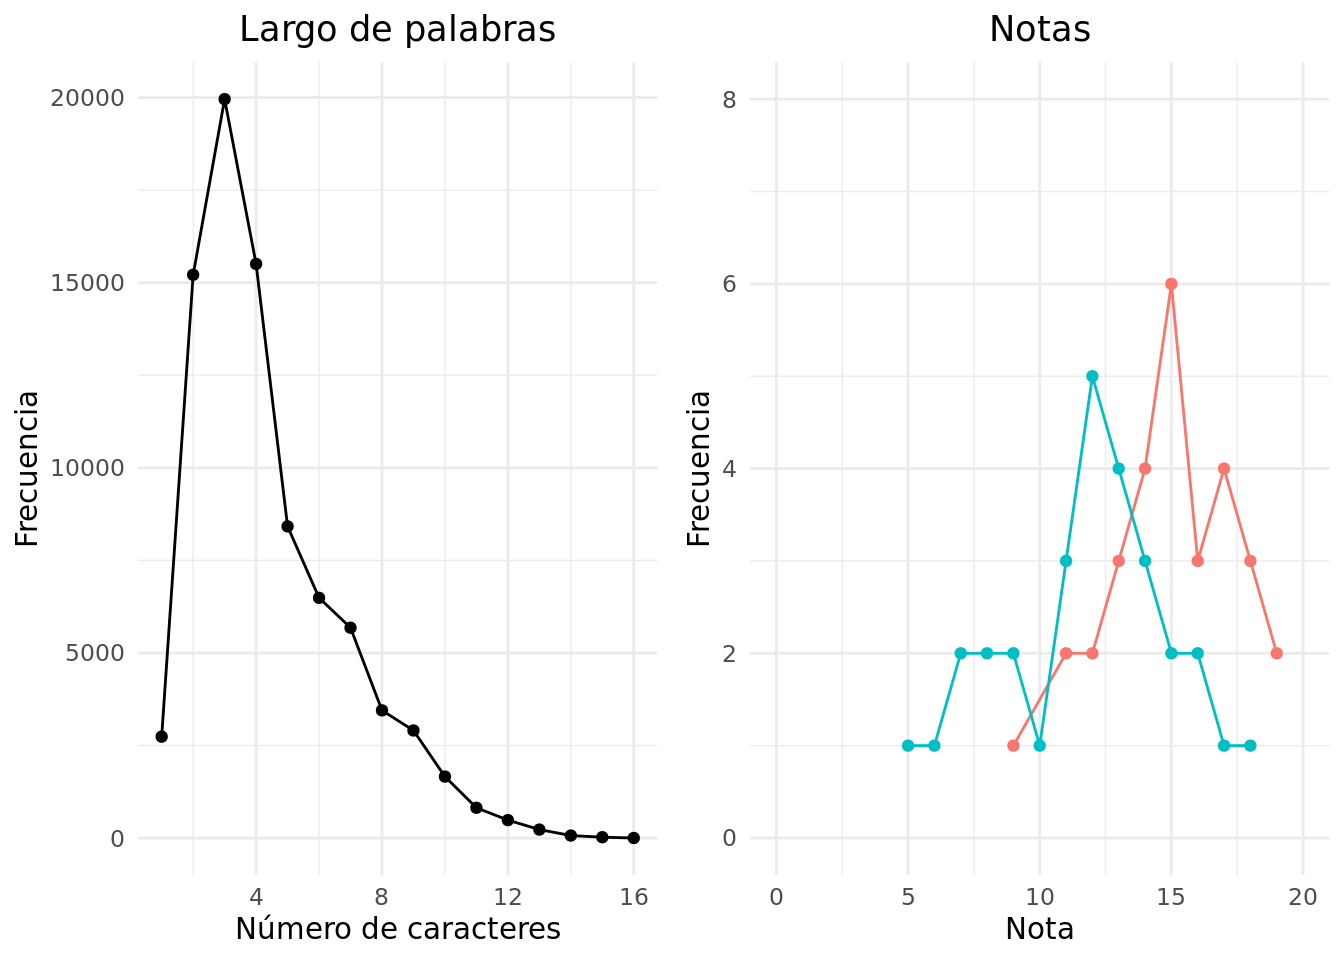 Largo de palabras
20000
15000
10000
5000
0
Frecuencia
4 8 12 16
Número de caracteres
Notas
8
6
4
2
0
Frecuencia
0 5 10 15 20
Nota